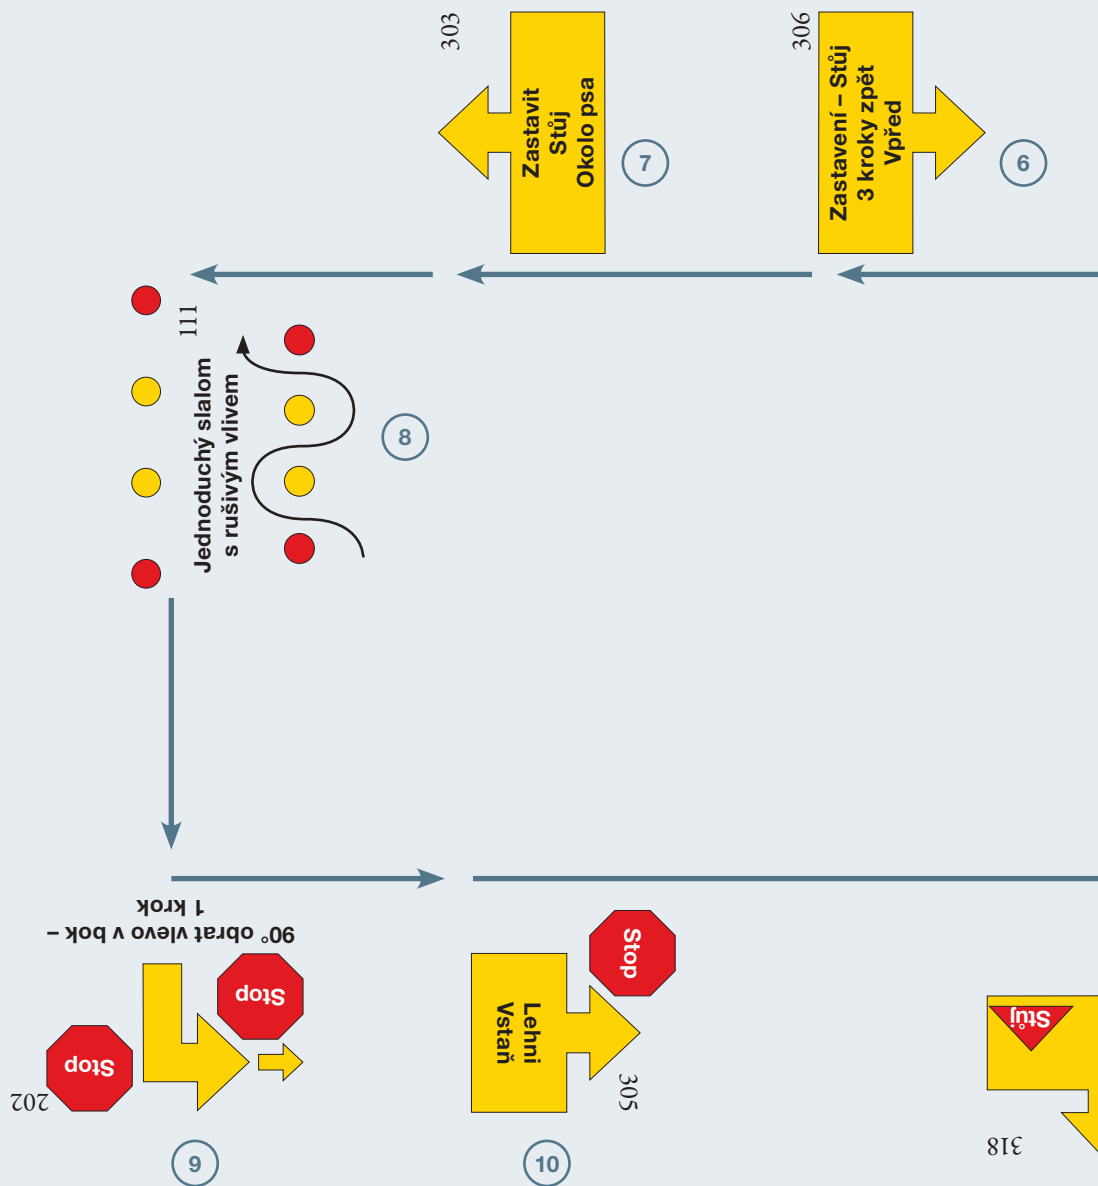 303
Zastavit
Stůj
Okolo psa
7
306
Zastavení – Stůj
3 kroky zpět
Vpřed
6
111
Jednoduchý slalom
s rušivým vlivem
8
90° obrat vlevo v bok –
1 krok
Stop
Stop
202
9
Stop
Lehni
Vstaň
305
10
Stůj
318